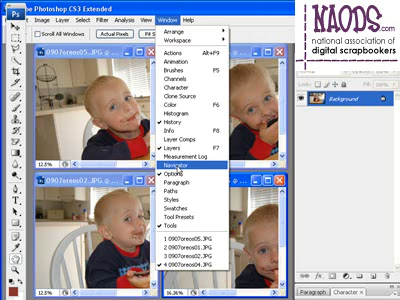 be Photoshop CS3 Extended
Image Layer Select Filter Analysis View Window Help
Scroll All Windows Actual Pixels Fit S
NAODS.com
national association of
digital scrapbookers
Arrange
Workspace
Actions Alt+F9
Animation
Brushes F5
Channels
Character
Clone Source
Color F6
Histogram
History
Info F8
Layer Comps
Layers F7
Measurement Log
Navigator
Options
Paragraph
Paths
Styles
Swatches
Tool Presets
Tools
1 0907oreos05.JPG
2 0907oreos01.JPG
3 0907oreos02.JPG
4 0907oreos04.JPG
0907oreos05.JPG
12.5%
12.5%
0907oreos02.JPG
12.5%
16.36%
Background
Paragraph Character